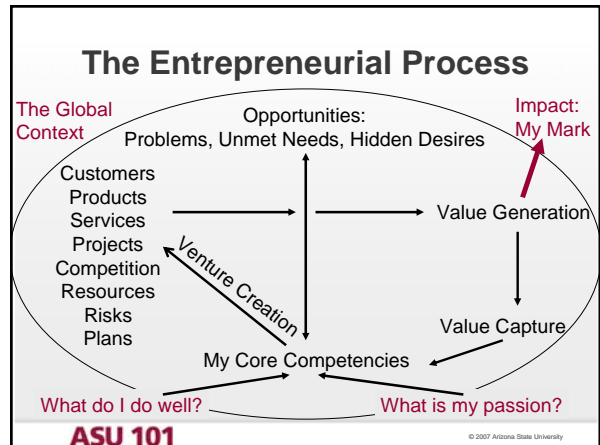 The Entrepreneurial Process
The Global
Context
Opportunities:
Problems, Unmet Needs, Hidden Desires
Impact:
My Mark
Customers
Products
Services
Projects
Competition
Resources
Risks
Plans
Venture Creation
Value Generation
Value Capture
My Core Competencies
What do I do well?
What is my passion?
ASU 101
© 2007 Arizona State University